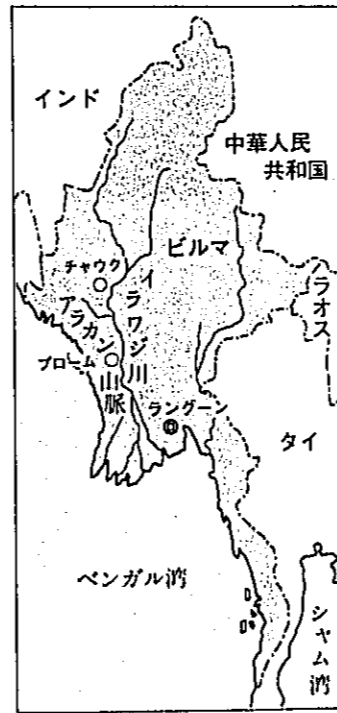 インド
中華人民
共和国
ビルマ
チャウク
イラワジ川
アラカン山脈
プローム
ラングーン
ラオス
タイ
ベンガル湾
シャム湾